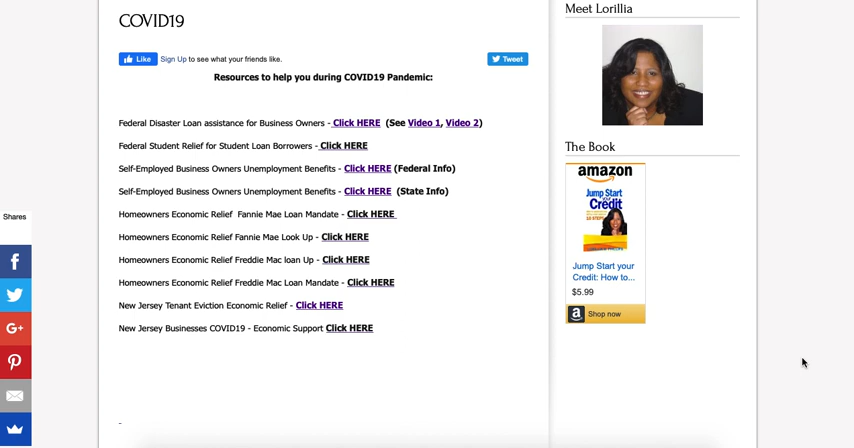 COVID19
Like
Sign Up to see what your friends like.
Tweet
Resources to help you during COVID19 Pandemic:
Federal Disaster Loan assistance for Business Owners - Click HERE (See Video 1, Video 2)
Federal Student Relief for Student Loan Borrowers - Click HERE
Self-Employed Business Owners Unemployment Benefits - Click HERE (Federal Info)
Self-Employed Business Owners Unemployment Benefits - Click HERE (State Info)
Homeowners Economic Relief Fannie Mae Loan Mandate - Click HERE
Homeowners Economic Relief Fannie Mae Look Up - Click HERE
Homeowners Economic Relief Freddie Mac loan Up - Click HERE
Homeowners Economic Relief Freddie Mac Loan Mandate - Click HERE
New Jersey Tenant Eviction Economic Relief - Click HERE
New Jersey Businesses COVID19 - Economic Support Click HERE
-
Shares
G+
Meet Lorillia
The Book
amazon
Jump Start
Credit
Jump Start your
Credit: How to...
$5.99
Shop now